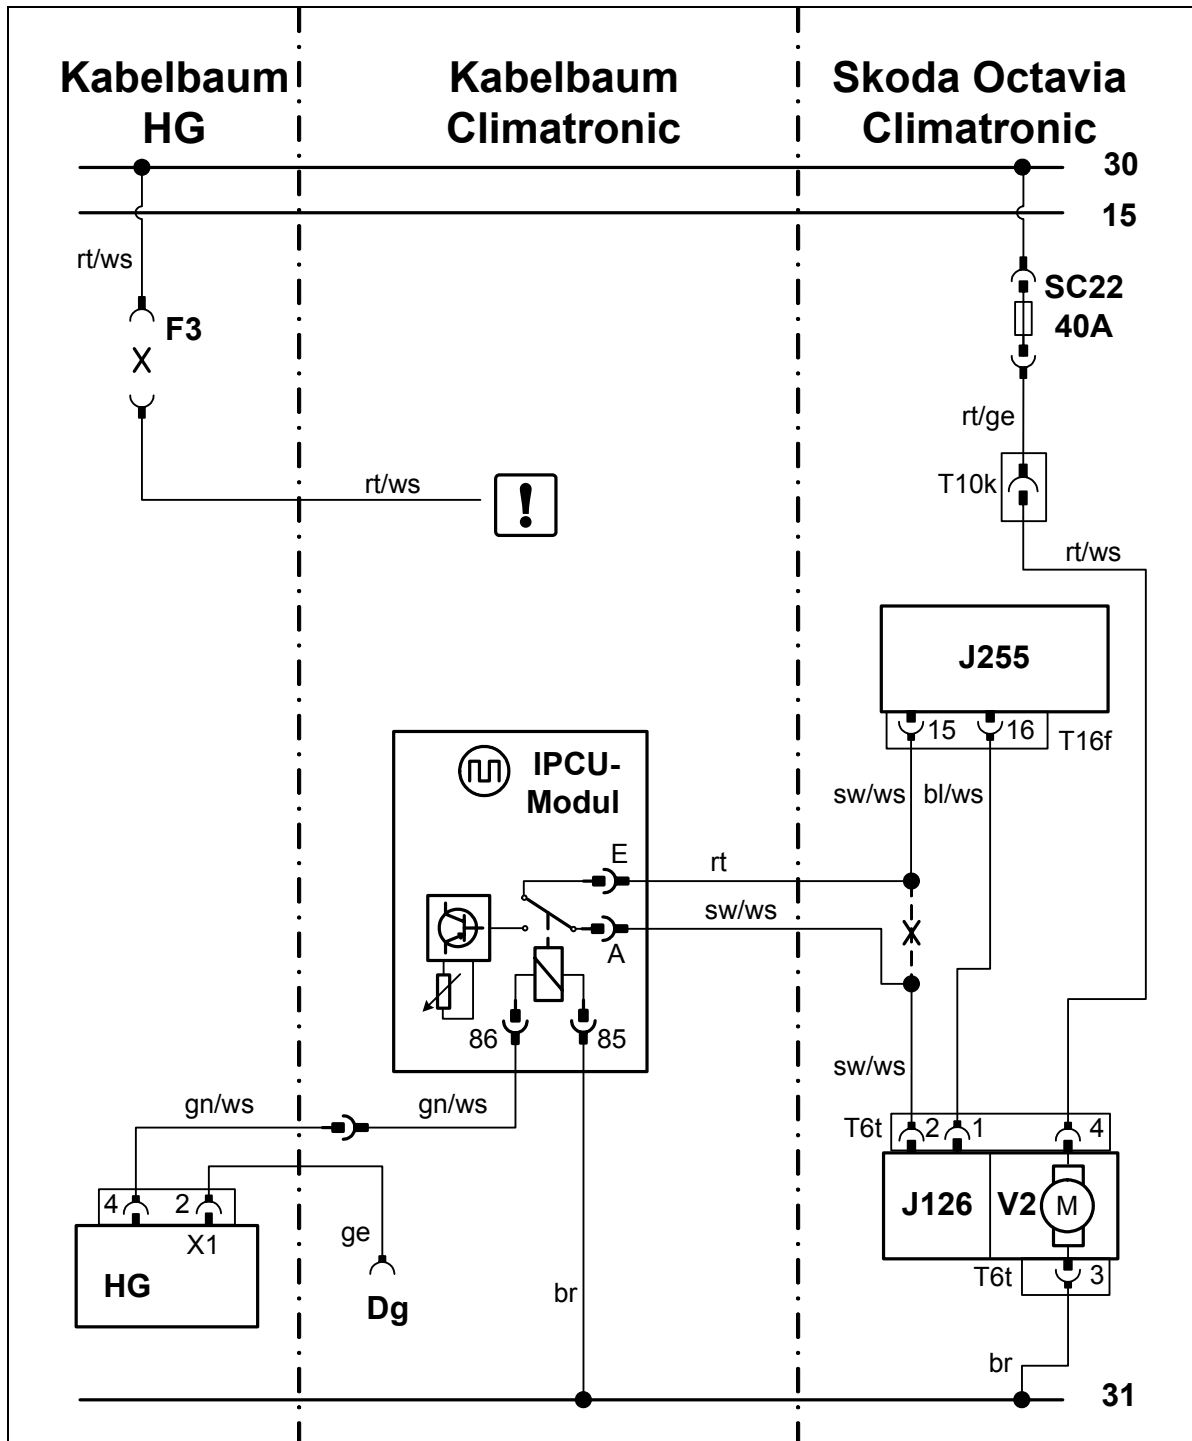 Kabelbaum
HG
Kabelbaum
Climatronic
Skoda Octavia
Climatronic
30
15
rt/ws
F3
X
SC22
40A
rt/ge
rt/ws
!
T10k
rt/ws
J255
15
16
T16f
IPCU-
Modul
sw/ws
bl/ws
E
rt
sw/ws
A
X
86
85
sw/ws
gn/ws
gn/ws
T6t
2
1
4
4
2
X1
J126
V2
M
HG
ge
Dg
br
T6t
3
br
31